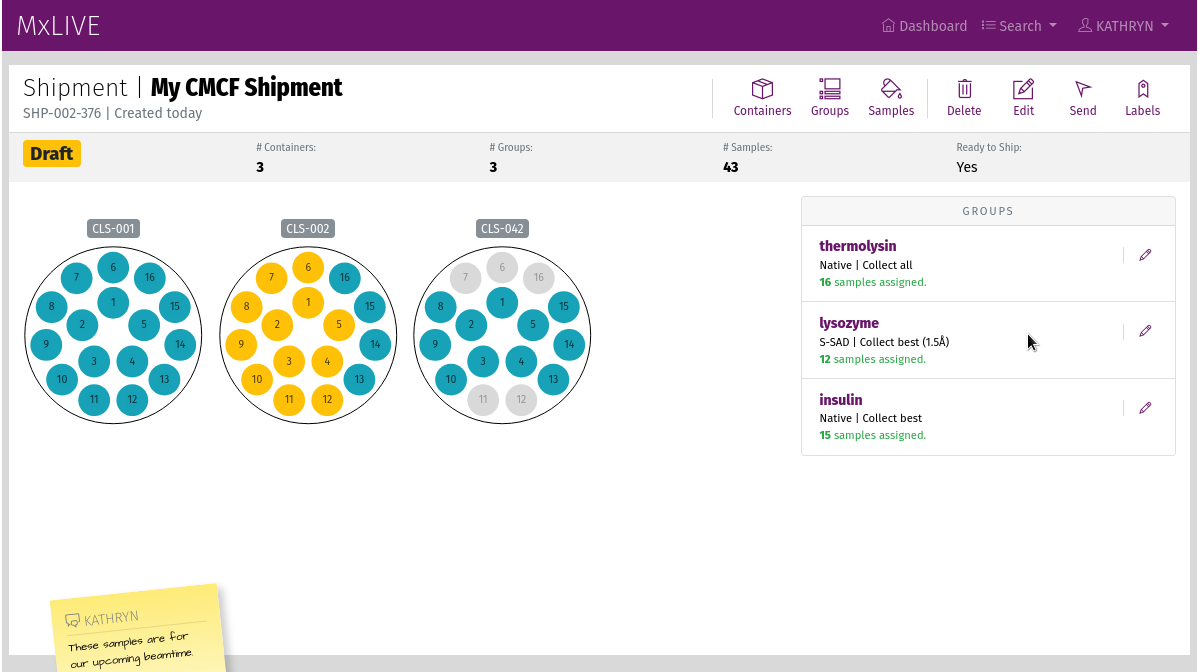 MxLIVE
Dashboard Search KATHRYN
Shipment | My CMCF Shipment
SHP-002-376 | Created today
Containers Groups Samples Delete Edit Send Labels
Draft
# Containers: # Groups: # Samples: Ready to Ship:
3 3 43 Yes
CLS-001
6
7 16
8 1 15
2 5
9 14
3 4
10 13
11 12
CLS-002
6
7 16
8 1 15
2 5
9 14
3 4
10 13
11 12
CLS-042
6
7 16
8 1 15
2 5
9 14
3 4
10 13
11 12
GROUPS
thermolysin
Native | Collect all
16 samples assigned.
lysozyme
S-SAD | Collect best (1.5Å)
12 samples assigned.
insulin
Native | Collect best
15 samples assigned.
KATHRYN
These samples are for
our upcoming beamtime.